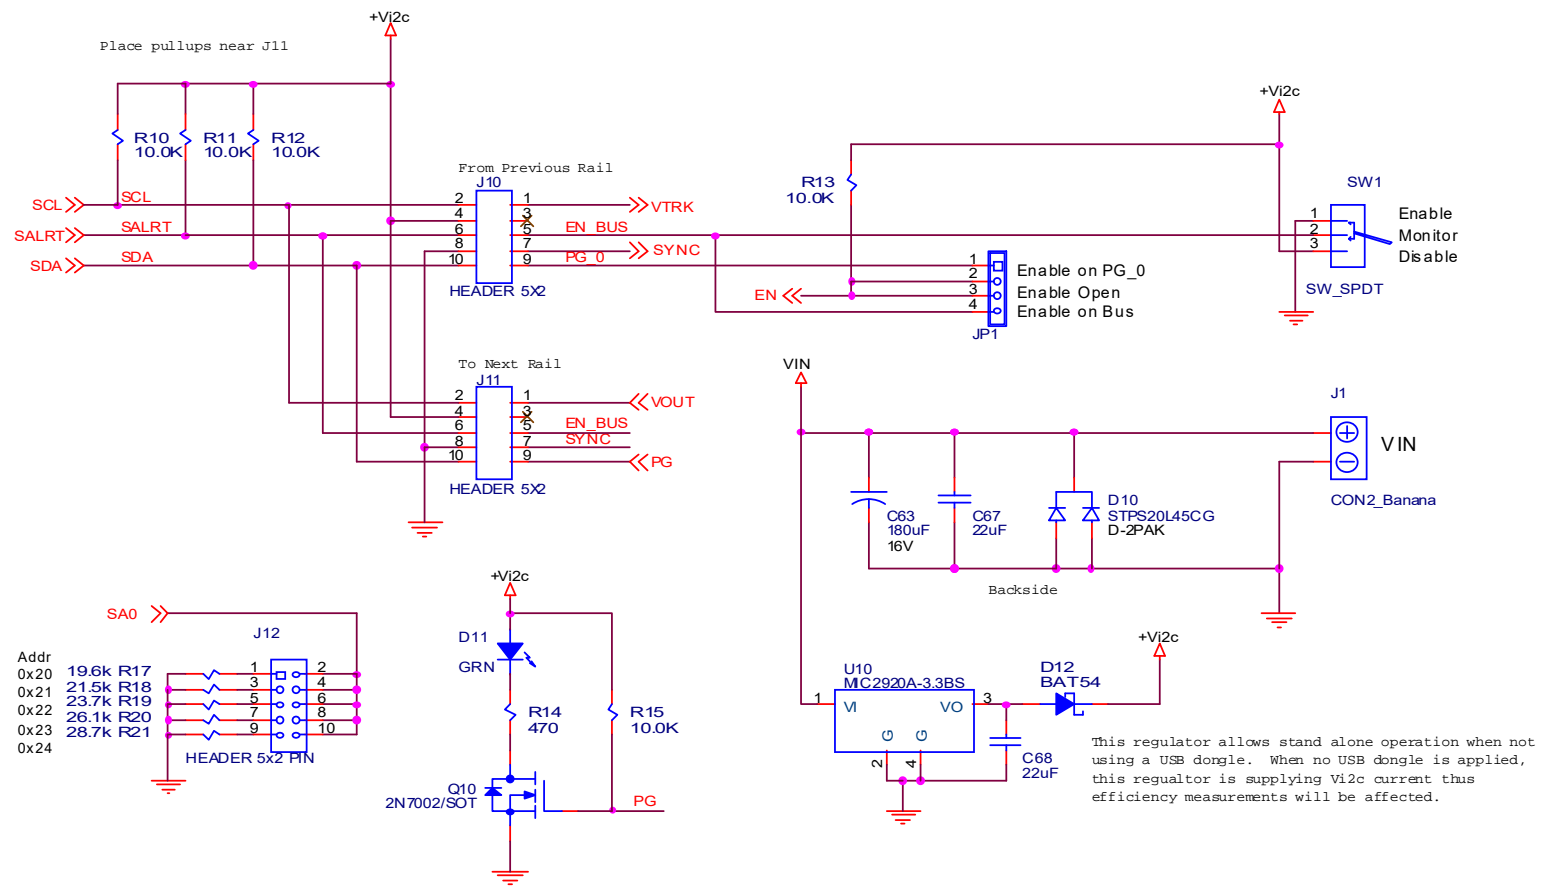 +Vi2c
Place pullups near J11
R10
10.0K
R11
10.0K
R12
10.0K
From Previous Rail
J10
SCL
SCL
SALRT
SALRT
SDA
SDA
2
4
6
8
10
1
3
5
7
9
VTRK
EN_BUS
SYNC
PG_0
HEADER 5X2
+Vi2c
R13
10.0K
SW1
1
2
3
Enable
Monitor
Disable
SW_SPDT
EN
1
2
3
4
Enable on PG_0
Enable Open
Enable on Bus
JP1
To Next Rail
J11
2
4
6
8
10
1
3
5
7
9
VOUT
EN_BUS
SYNC
PG
HEADER 5X2
VIN
J1
VIN
CON2_Banana
C63
180uF
16V
C67
22uF
D10
STPS20L45CG
D-2PAK
Backside
SA0
J12
Addr
0x20
0x21
0x22
0x23
0x24
19.6k R17
21.5k R18
23.7k R19
26.1k R20
28.7k R21
1
3
5
7
9
2
4
6
8
10
HEADER 5x2 PIN
+Vi2c
D11
GRN
R14
470
R15
10.0K
Q10
2N7002/SOT
PG
U10
MIC2920A-3.3BS
1
VI
VO
3
G
G
2
4
C68
22uF
D12
BAT54
+Vi2c
This regulator allows stand alone operation when not
using a USB dongle.  When no USB dongle is applied,
this regualtor is supplying Vi2c current thus
efficiency measurements will be affected.